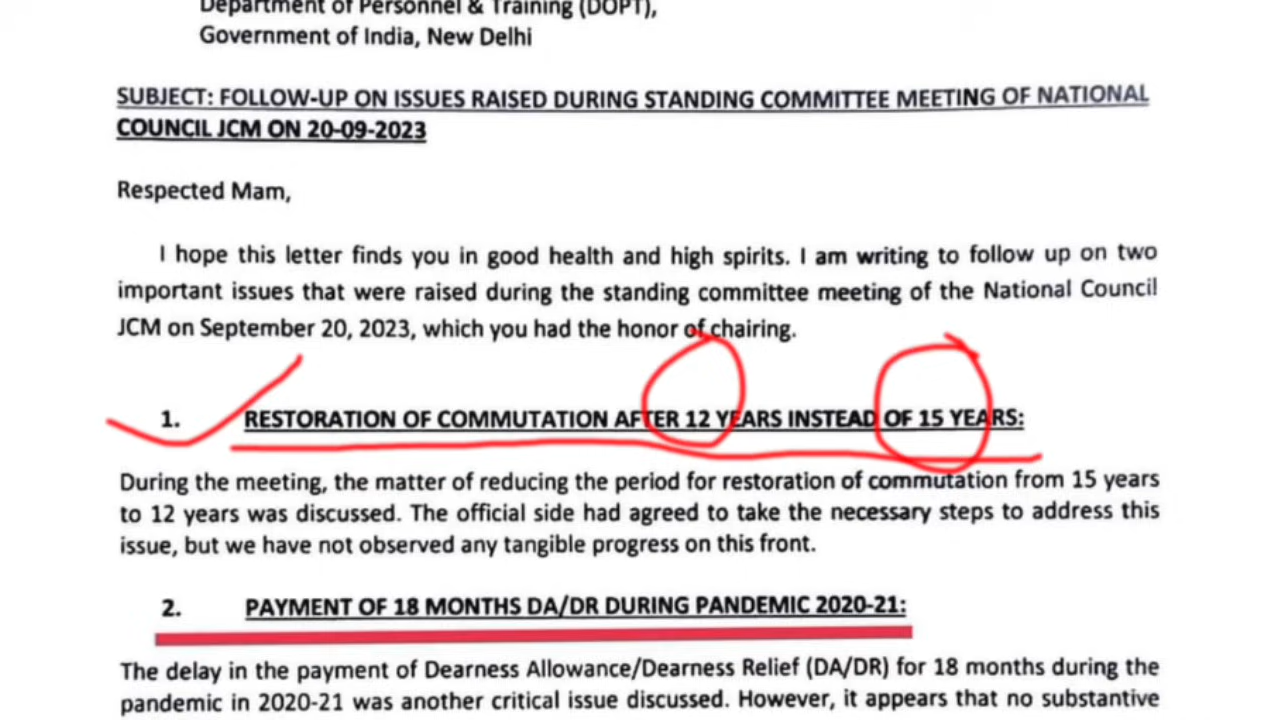 Department of Personnel & Training (DOPT),
Government of India, New Delhi
SUBJECT: FOLLOW-UP ON ISSUES RAISED DURING STANDING COMMITTEE MEETING OF NATIONAL
COUNCIL JCM ON 20-09-2023
Respected Mam,
I hope this letter finds you in good health and high spirits. I am writing to follow up on two
important issues that were raised during the standing committee meeting of the National Council
JCM on September 20, 2023, which you had the honor of chairing.
1. RESTORATION OF COMMUTATION AFTER 12 YEARS INSTEAD OF 15 YEARS:
During the meeting, the matter of reducing the period for restoration of commutation from 15 years
to 12 years was discussed. The official side had agreed to take the necessary steps to address this
issue, but we have not observed any tangible progress on this front.
2. PAYMENT OF 18 MONTHS DA/DR DURING PANDEMIC 2020-21:
The delay in the payment of Dearness Allowance/Dearness Relief (DA/DR) for 18 months during the
pandemic in 2020-21 was another critical issue discussed. However, it appears that no substantive